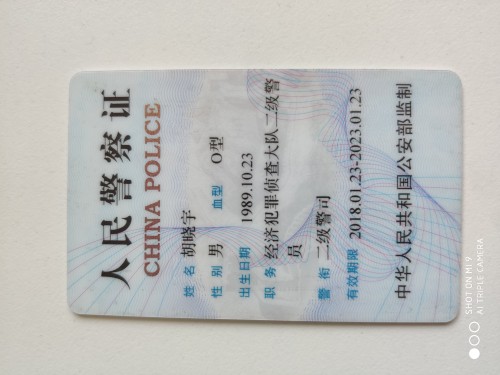 人民警察证
CHINA POLICE
姓名 胡晓宇
性别 男 血型 O型
出生日期 1989.10.23
职务 经济犯罪侦查大队二级警
员
警衔 二级警司
有效期限 2018.01.23-2023.01.23
中华人民共和国公安部监制
SHOT ON MI 9
AI TRIPLE CAMERA